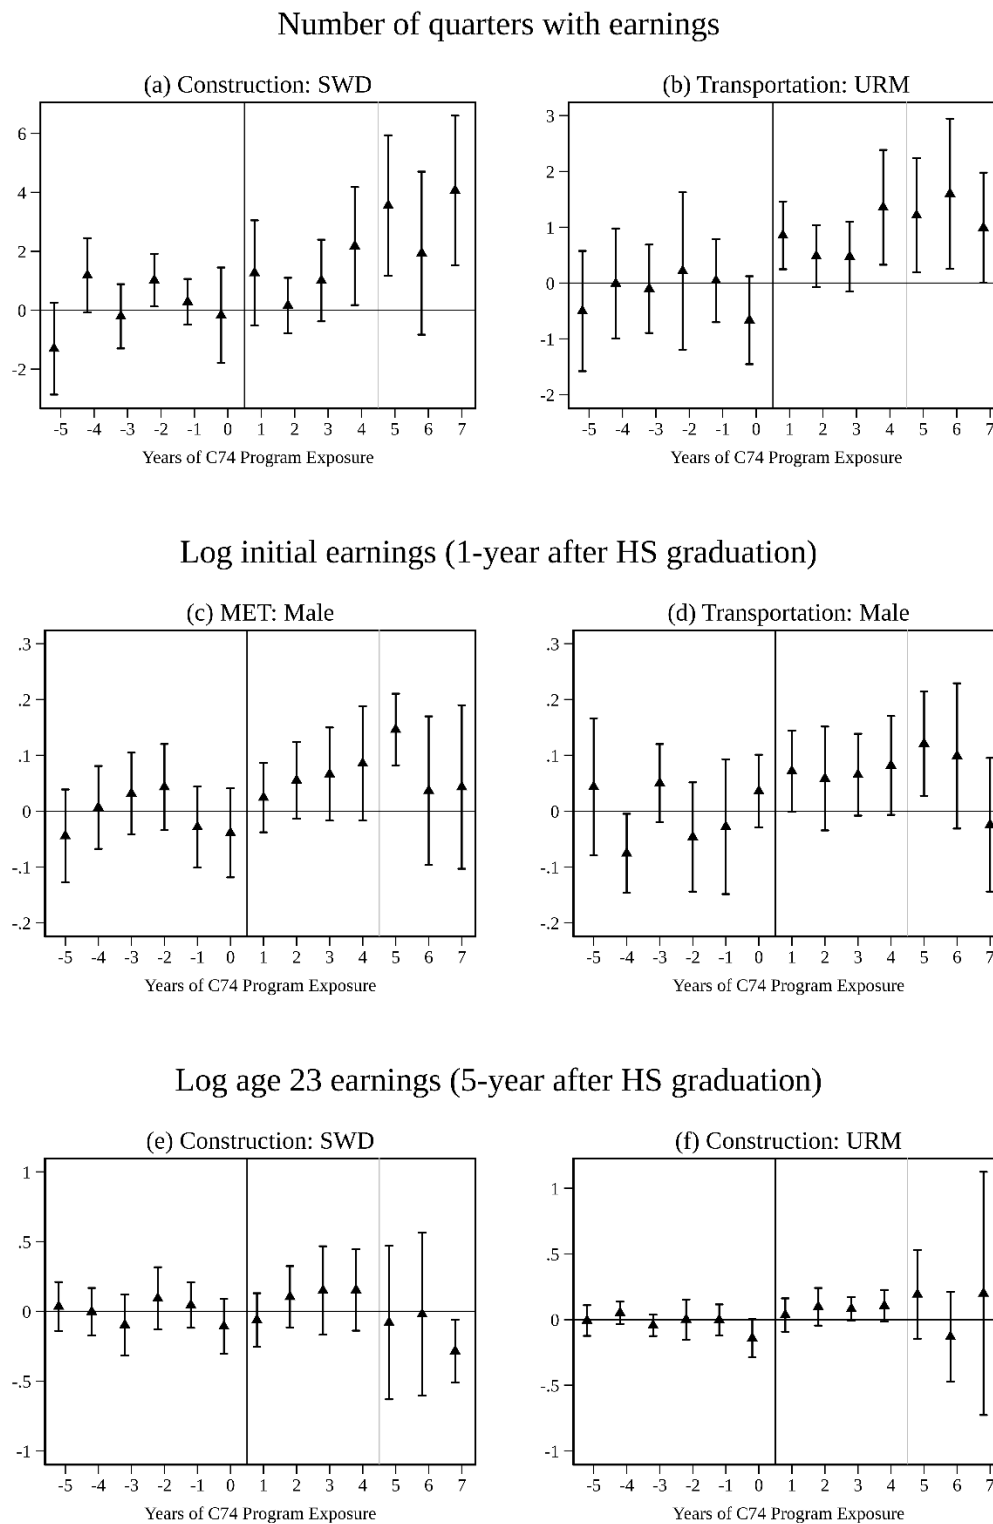 Number of quarters with earnings
(a) Construction: SWD
(b) Transportation: URM
6
4
2
0
-2
3
2
1
0
-1
-2
-5 -4 -3 -2 -1 0 1 2 3 4 5 6 7
-5 -4 -3 -2 -1 0 1 2 3 4 5 6 7
Years of C74 Program Exposure
Years of C74 Program Exposure
Log initial earnings (1-year after HS graduation)
(c) MET: Male
(d) Transportation: Male
.3
.2
.1
0
-.1
-.2
.3
.2
.1
0
-.1
-.2
-5 -4 -3 -2 -1 0 1 2 3 4 5 6 7
-5 -4 -3 -2 -1 0 1 2 3 4 5 6 7
Years of C74 Program Exposure
Years of C74 Program Exposure
Log age 23 earnings (5-year after HS graduation)
(e) Construction: SWD
(f) Construction: URM
1
.5
0
-.5
-1
1
.5
0
-.5
-1
-5 -4 -3 -2 -1 0 1 2 3 4 5 6 7
-5 -4 -3 -2 -1 0 1 2 3 4 5 6 7
Years of C74 Program Exposure
Years of C74 Program Exposure